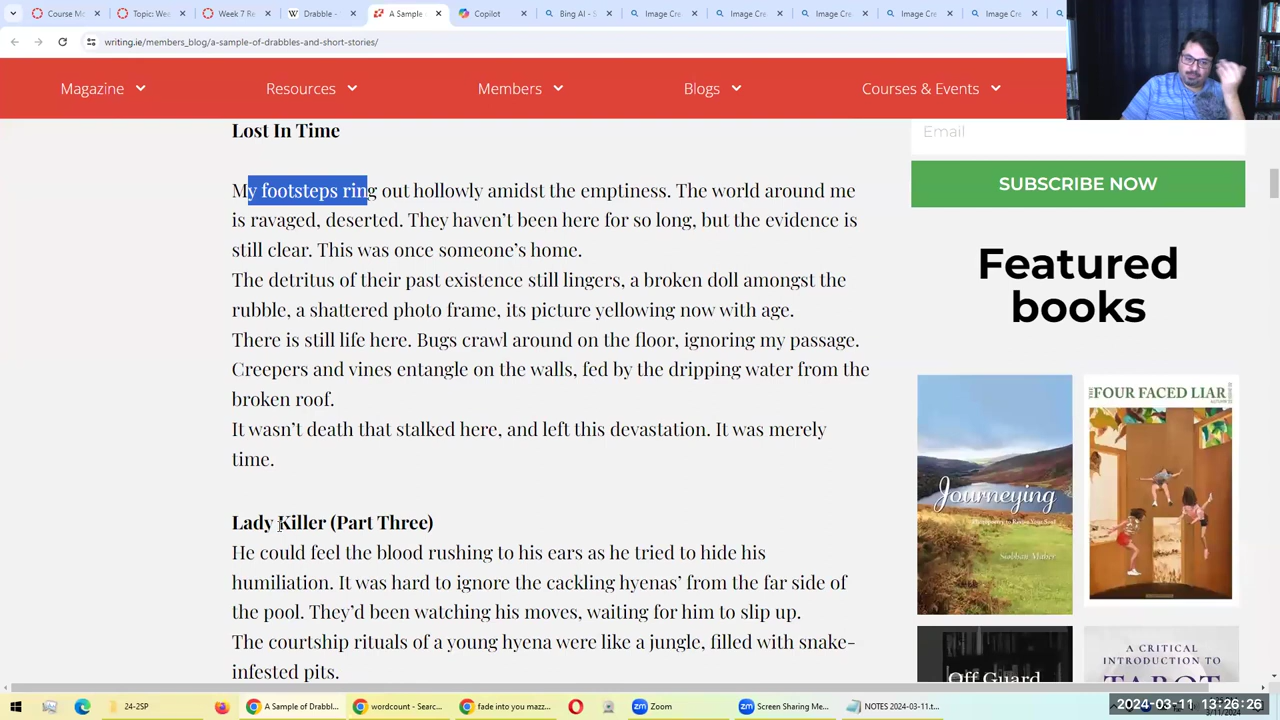 Course Mo
Topic: Wee
Week 7 Re
Drabble -
A Sample
Copilot
Bing AI - S
Image Cre
Image Cre
Image Cre
Image Cre
Image Cre
writing.ie/members_blog/a-sample-of-drabbles-and-short-stories/
Magazine
Resources
Members
Blogs
Courses & Events
Lost In Time
My footsteps ring out hollowly amidst the emptiness. The world around me
is ravaged, deserted. They haven’t been here for so long, but the evidence is
still clear. This was once someone’s home.
The detritus of their past existence still lingers, a broken doll amongst the
rubble, a shattered photo frame, its picture yellowing now with age.
There is still life here. Bugs crawl around on the floor, ignoring my passage.
Creepers and vines entangle on the walls, fed by the dripping water from the
broken roof.
It wasn’t death that stalked here, and left this devastation. It was merely
time.
Lady Killer (Part Three)
He could feel the blood rushing to his ears as he tried to hide his
humiliation. It was hard to ignore the cackling hyenas’ from the far side of
the pool. They’d been watching his moves, waiting for him to slip up.
The courtship rituals of a young hyena were like a jungle, filled with snake-
infested pits.
Email
SUBSCRIBE NOW
Featured
books
Journeying
Siobhan Maher
THE FOUR FACED LIAR
Off Guard
A CRITICAL
INTRODUCTION TO
TAROT
24-2SP
A Sample of Drabbl...
wordcount - Searc...
fade into you mazz...
Zoom
Screen Sharing Me...
NOTES 2024-03-11.t...
2024-03-11 13:26:26